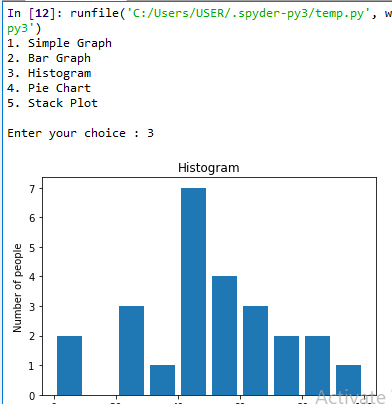 In [12]: runfile('C:/Users/USER/.spyder-py3/temp.py', w
py3')
1. Simple Graph
2. Bar Graph
3. Histogram
4. Pie Chart
5. Stack Plot
Enter your choice : 3
Histogram
7
6
5
4
3
2
1
0
Number of people
Activate